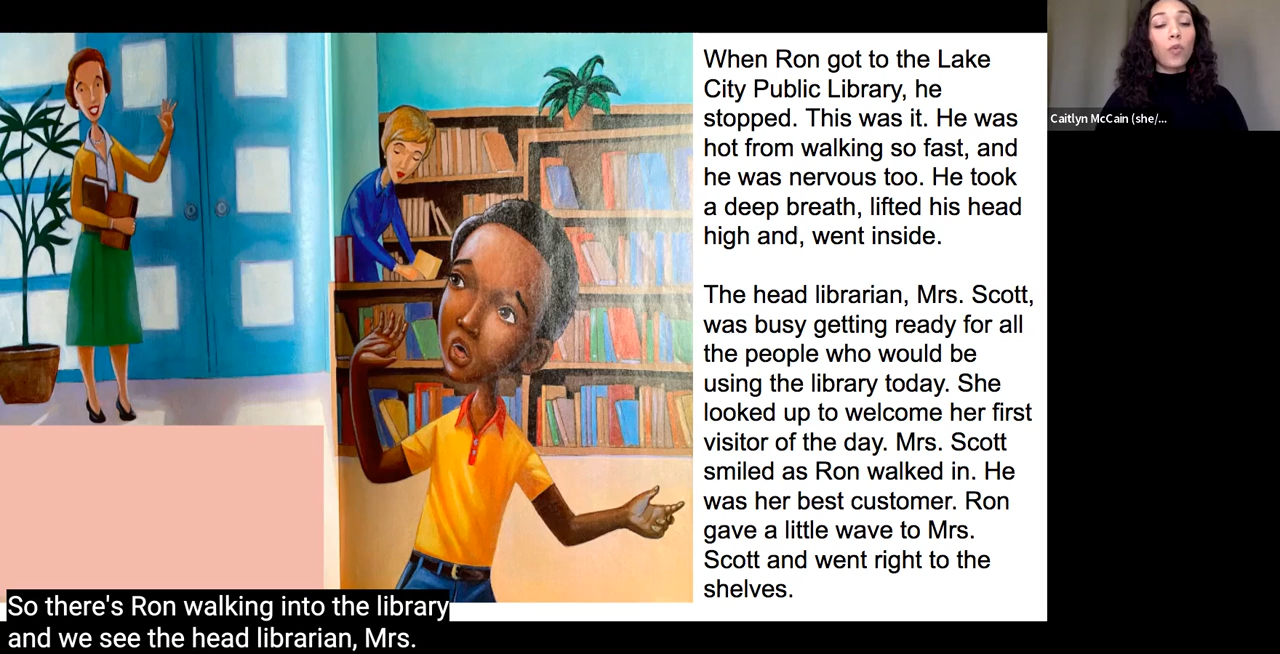 When Ron got to the Lake
City Public Library, he
stopped. This was it. He was
hot from walking so fast, and
he was nervous too. He took
a deep breath, lifted his head
high and, went inside.
The head librarian, Mrs. Scott,
was busy getting ready for all
the people who would be
using the library today. She
looked up to welcome her first
visitor of the day. Mrs. Scott
smiled as Ron walked in. He
was her best customer. Ron
gave a little wave to Mrs.
Scott and went right to the
shelves.
Caitlyn McCain (she/...
So there's Ron walking into the library
and we see the head librarian, Mrs.